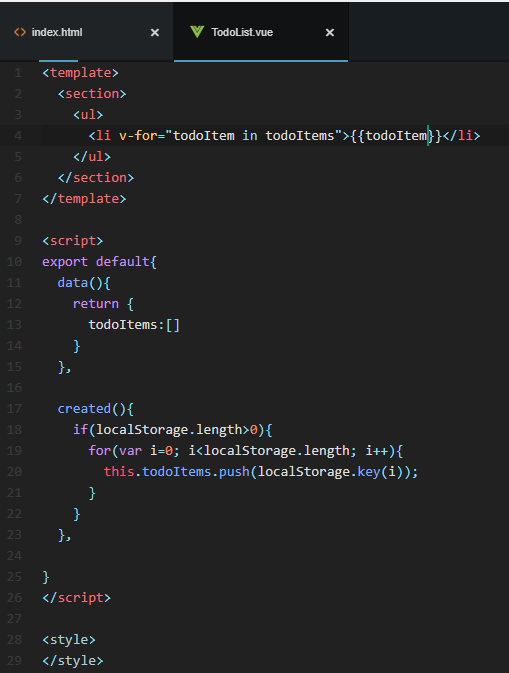 index.html × TodoList.vue ×
1 <template>
2 <section>
3 <ul>
4 <li v-for="todoItem in todoItems">{{todoItem}}</li>
5 </ul>
6 </section>
7 </template>
8
9 <script>
10 export default{
11 data(){
12 return {
13 todoItems:[]
14 }
15 },
16
17 created(){
18 if(localStorage.length>0){
19 for(var i=0; i<localStorage.length; i++){
20 this.todoItems.push(localStorage.key(i));
21 }
22 }
23 },
24
25 }
26 </script>
27
28 <style>
29 </style>